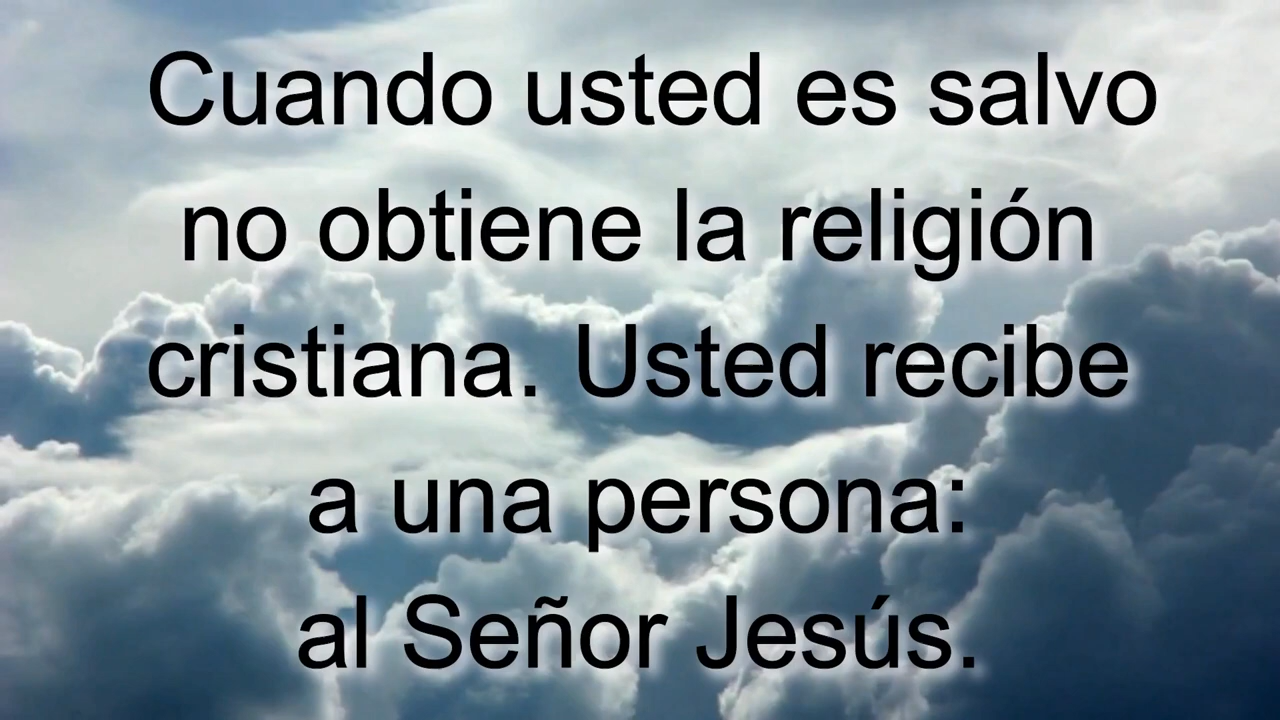 Cuando usted es salvo
no obtiene la religión
cristiana. Usted recibe
a una persona:
al Señor Jesús.